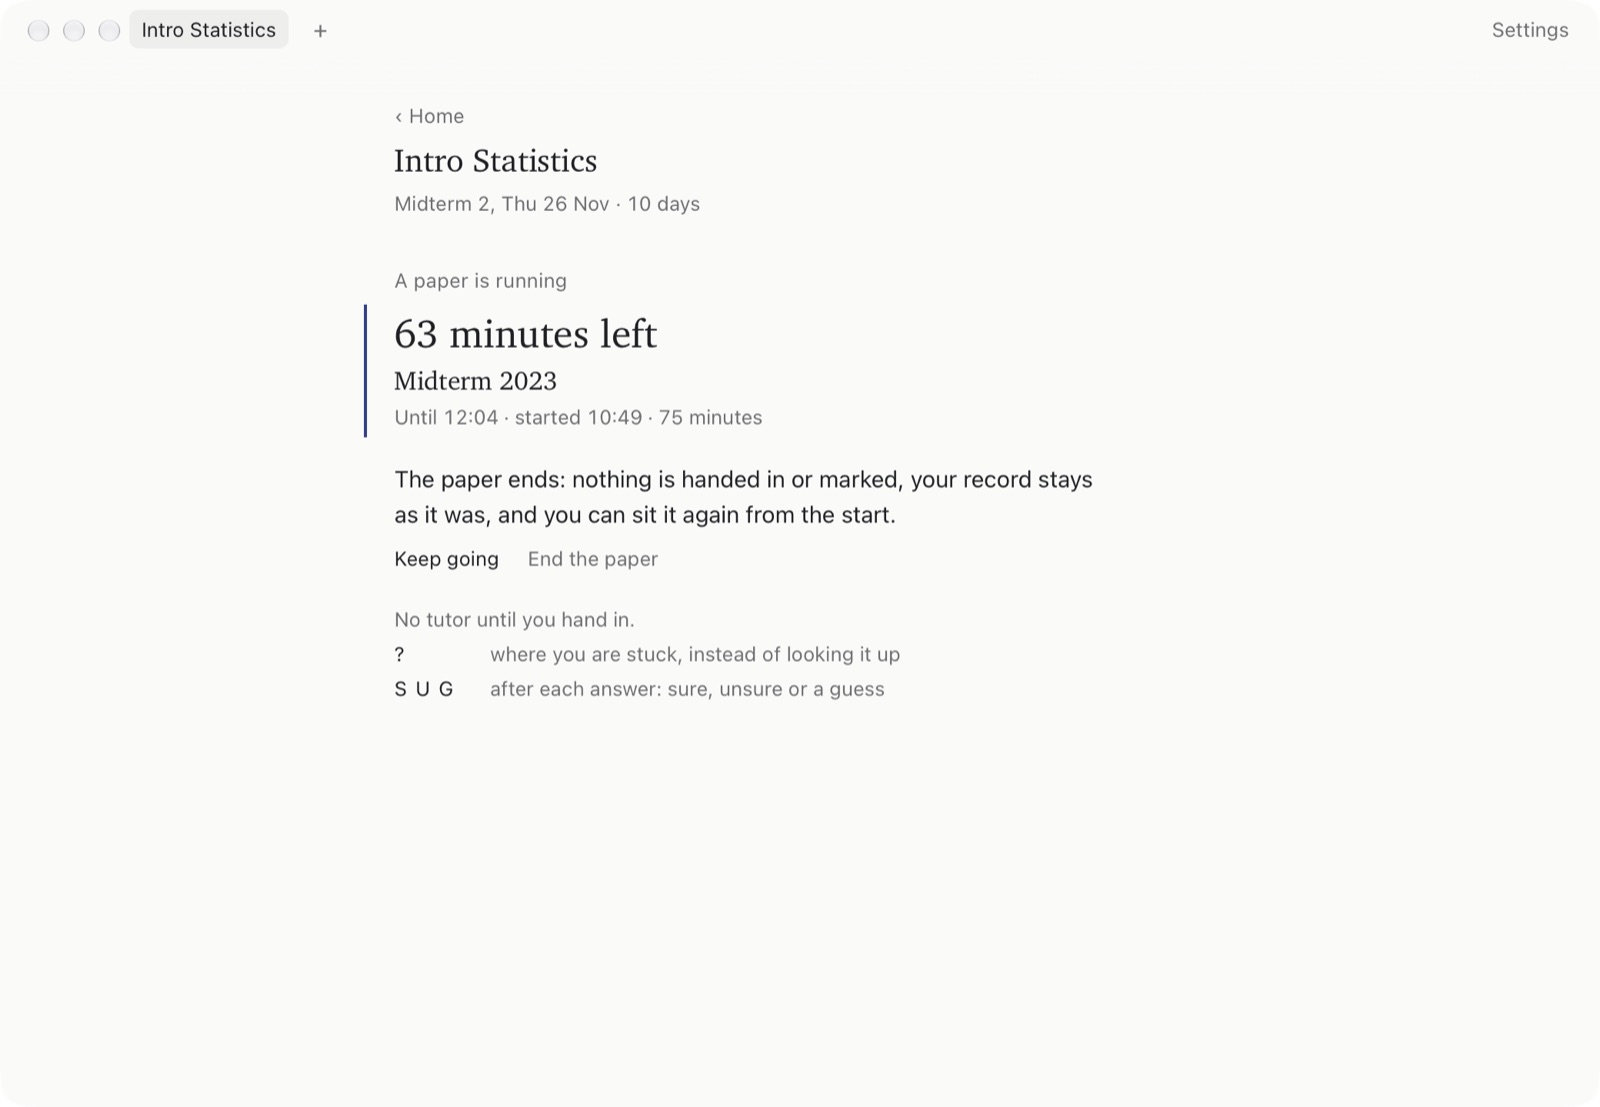 Intro Statistics +
Settings
‹ Home
Intro Statistics
Midterm 2, Thu 26 Nov · 10 days
A paper is running
63 minutes left
Midterm 2023
Until 12:04 · started 10:49 · 75 minutes
The paper ends: nothing is handed in or marked, your record stays
as it was, and you can sit it again from the start.
Keep going End the paper
No tutor until you hand in.
? where you are stuck, instead of looking it up
S U G after each answer: sure, unsure or a guess